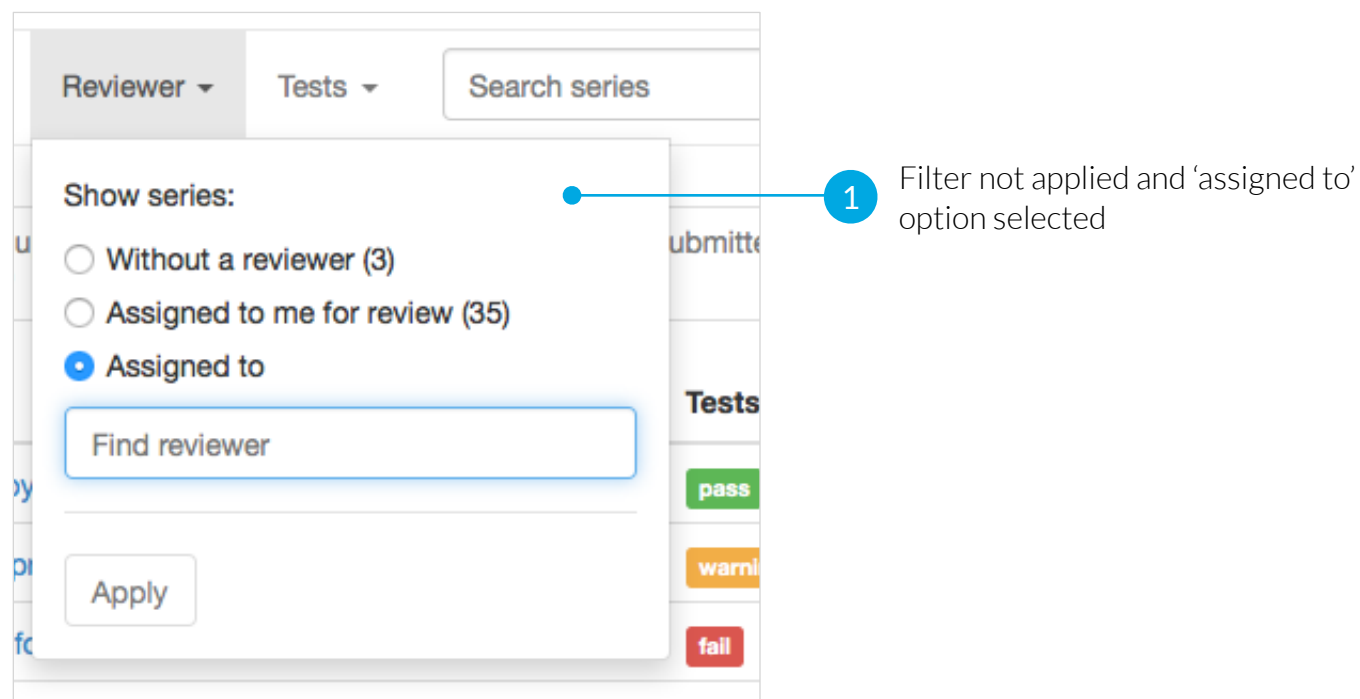 Reviewer Tests Search series
Show series:
1 Filter not applied and ‘assigned to’
option selected
Without a reviewer (3)
Assigned to me for review (35)
Assigned to
Find reviewer
Tests
pass
Apply
fail